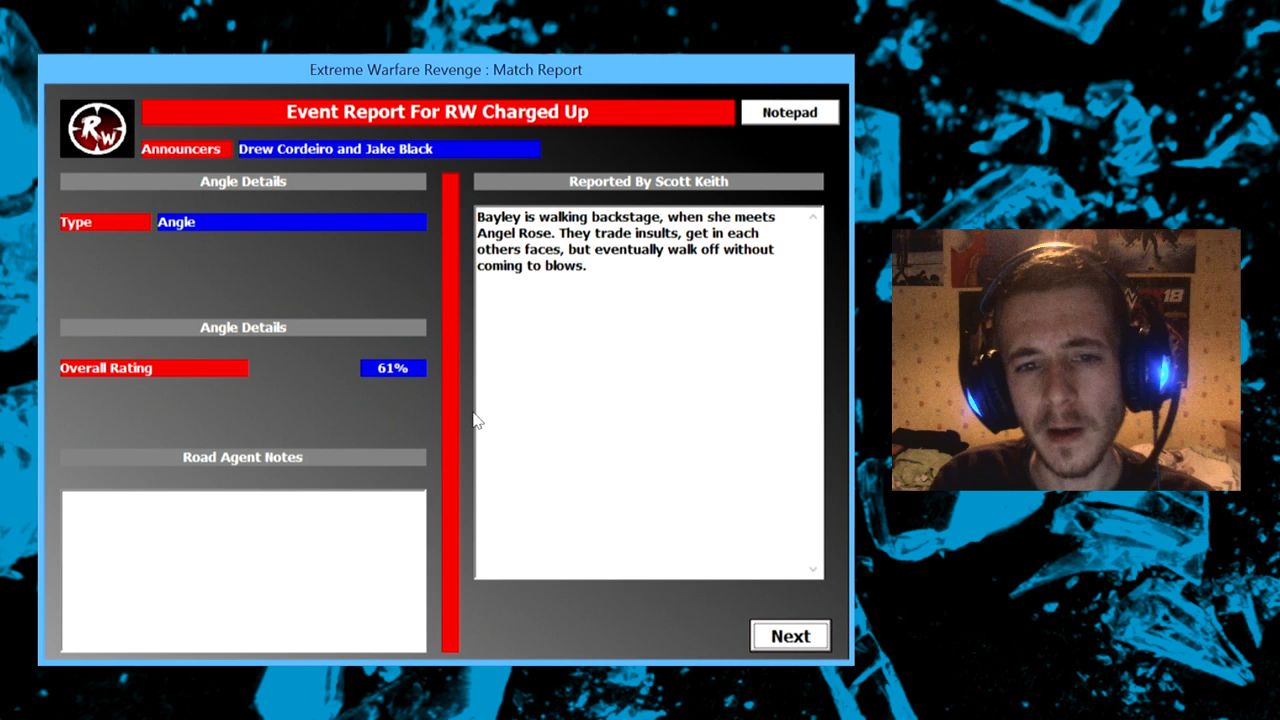 Extreme Warfare Revenge : Match Report
RW
Event Report For RW Charged Up
Notepad
Announcers
Drew Cordeiro and Jake Black
Angle Details
Reported By Scott Keith
Type
Angle
Bayley is walking backstage, when she meets
Angel Rose. They trade insults, get in each
others faces, but eventually walk off without
coming to blows.
Angle Details
Overall Rating
61%
Road Agent Notes
Next
18